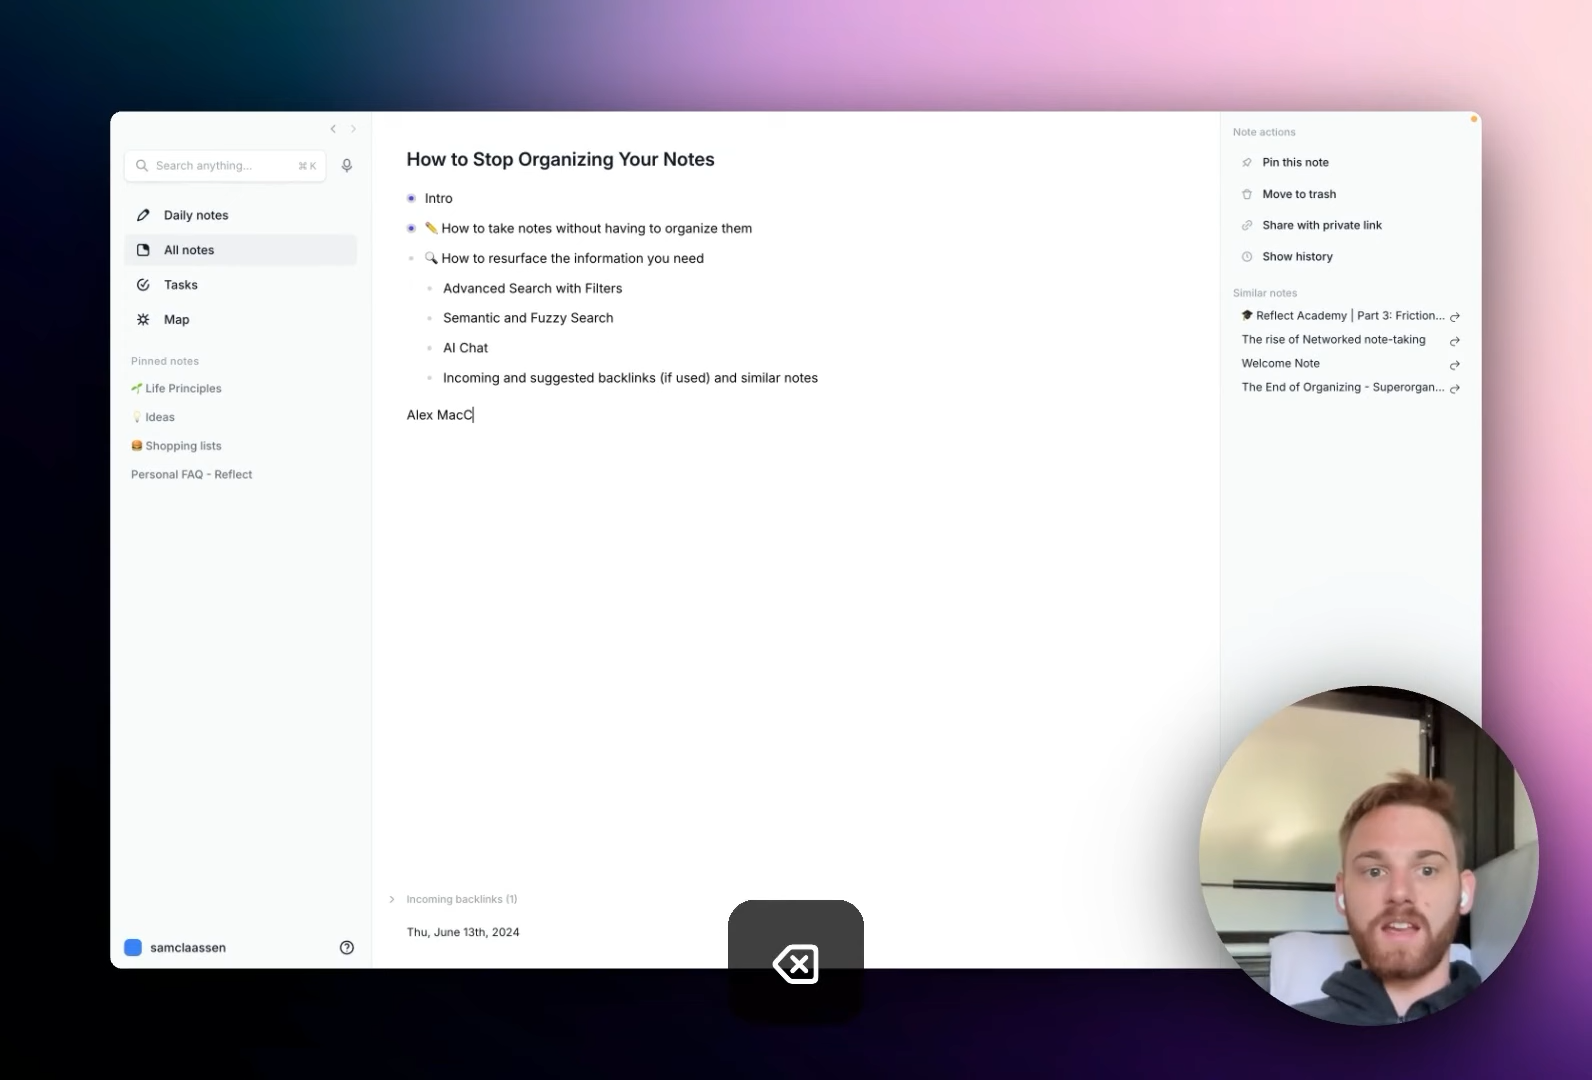 Search anything...
⌘ K
Daily notes
All notes
Tasks
Map
Pinned notes
🌱 Life Principles
💡 Ideas
🍔 Shopping lists
Personal FAQ - Reflect
samclaassen
How to Stop Organizing Your Notes
Intro
✏️ How to take notes without having to organize them
🔍 How to resurface the information you need
Advanced Search with Filters
Semantic and Fuzzy Search
AI Chat
Incoming and suggested backlinks (if used) and similar notes
Alex MacC
Incoming backlinks (1)
Thu, June 13th, 2024
Note actions
Pin this note
Move to trash
Share with private link
Show history
Similar notes
🎓 Reflect Academy | Part 3: Friction...
The rise of Networked note-taking
Welcome Note
The End of Organizing - Superorgan...